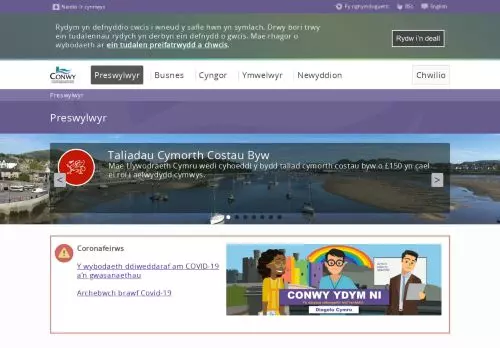 Neidio i'r cynnwys
Fy nghymdogaeth
BSL
English
Rydym yn defnyddio cwcis i wneud y safle hwn yn symlach. Drwy bori trwy
ein tudalennau rydych yn derbyn ein defnydd o gwcis. Mae rhagor o
wybodaeth ar ein tudalen preifatrwydd a chwcis.
Rydw i'n deall
CONWY
Preswylwyr
Busnes
Cyngor
Ymwelwyr
Newyddion
Chwilio
Preswylwyr
Preswylwyr
Taliadau Cymorth Costau Byw
Mae Llywodraeth Cymru wedi cyhoeddi y bydd taliad cymorth costau byw o £150 yn cael
ei roi i aelwydydd cymwys.
<
>
Coronafeirws
Y wybodaeth ddiweddaraf am COVID-19
a'n gwasanaethau
Archebwch brawf Covid-19
CONWY YDYM NI
Diogelu Cymru